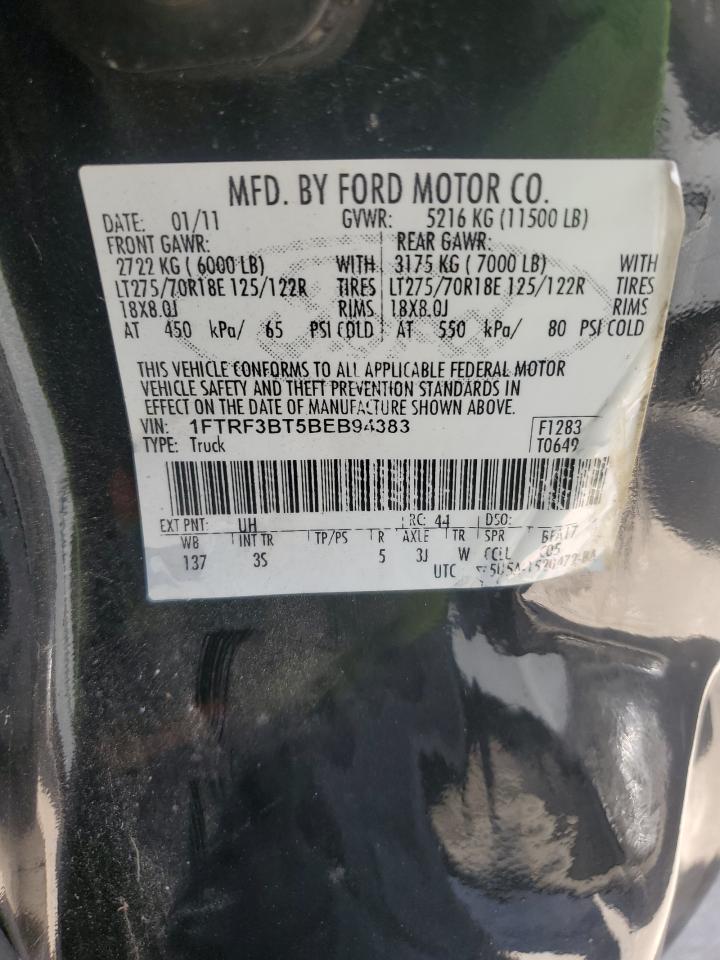 MFD. BY FORD MOTOR CO.
DATE: 01/11 GVWR: 5216 KG (11500 LB)
FRONT GAWR: REAR GAWR:
2722 KG ( 6000 LB) WITH 3175 KG ( 7000 LB) WITH
LT275/70R18E 125/122R TIRES LT275/70R18E 125/122R TIRES
18X8.0J RIMS 18X8.0J RIMS
AT 450 kPa/ 65 PSI COLD AT 550 kPa/ 80 PSI COLD
THIS VEHICLE CONFORMS TO ALL APPLICABLE FEDERAL MOTOR
VEHICLE SAFETY AND THEFT PREVENTION STANDARDS IN
EFFECT ON THE DATE OF MANUFACTURE SHOWN ABOVE.
VIN: 1FTRF3BT5BEB94383 F1283
TYPE: Truck T0649
EXT PNT: UH RC: 44 DSO:
WB INT TR TP/PS R AXLE TR SPR
137 3S 5 3J W
UTC